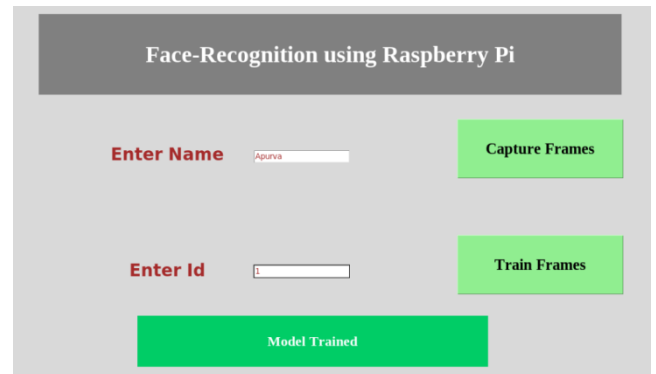 Face-Recognition using Raspberry Pi
Enter Name
Apurva
Capture Frames
Enter Id
1
Train Frames
Model Trained